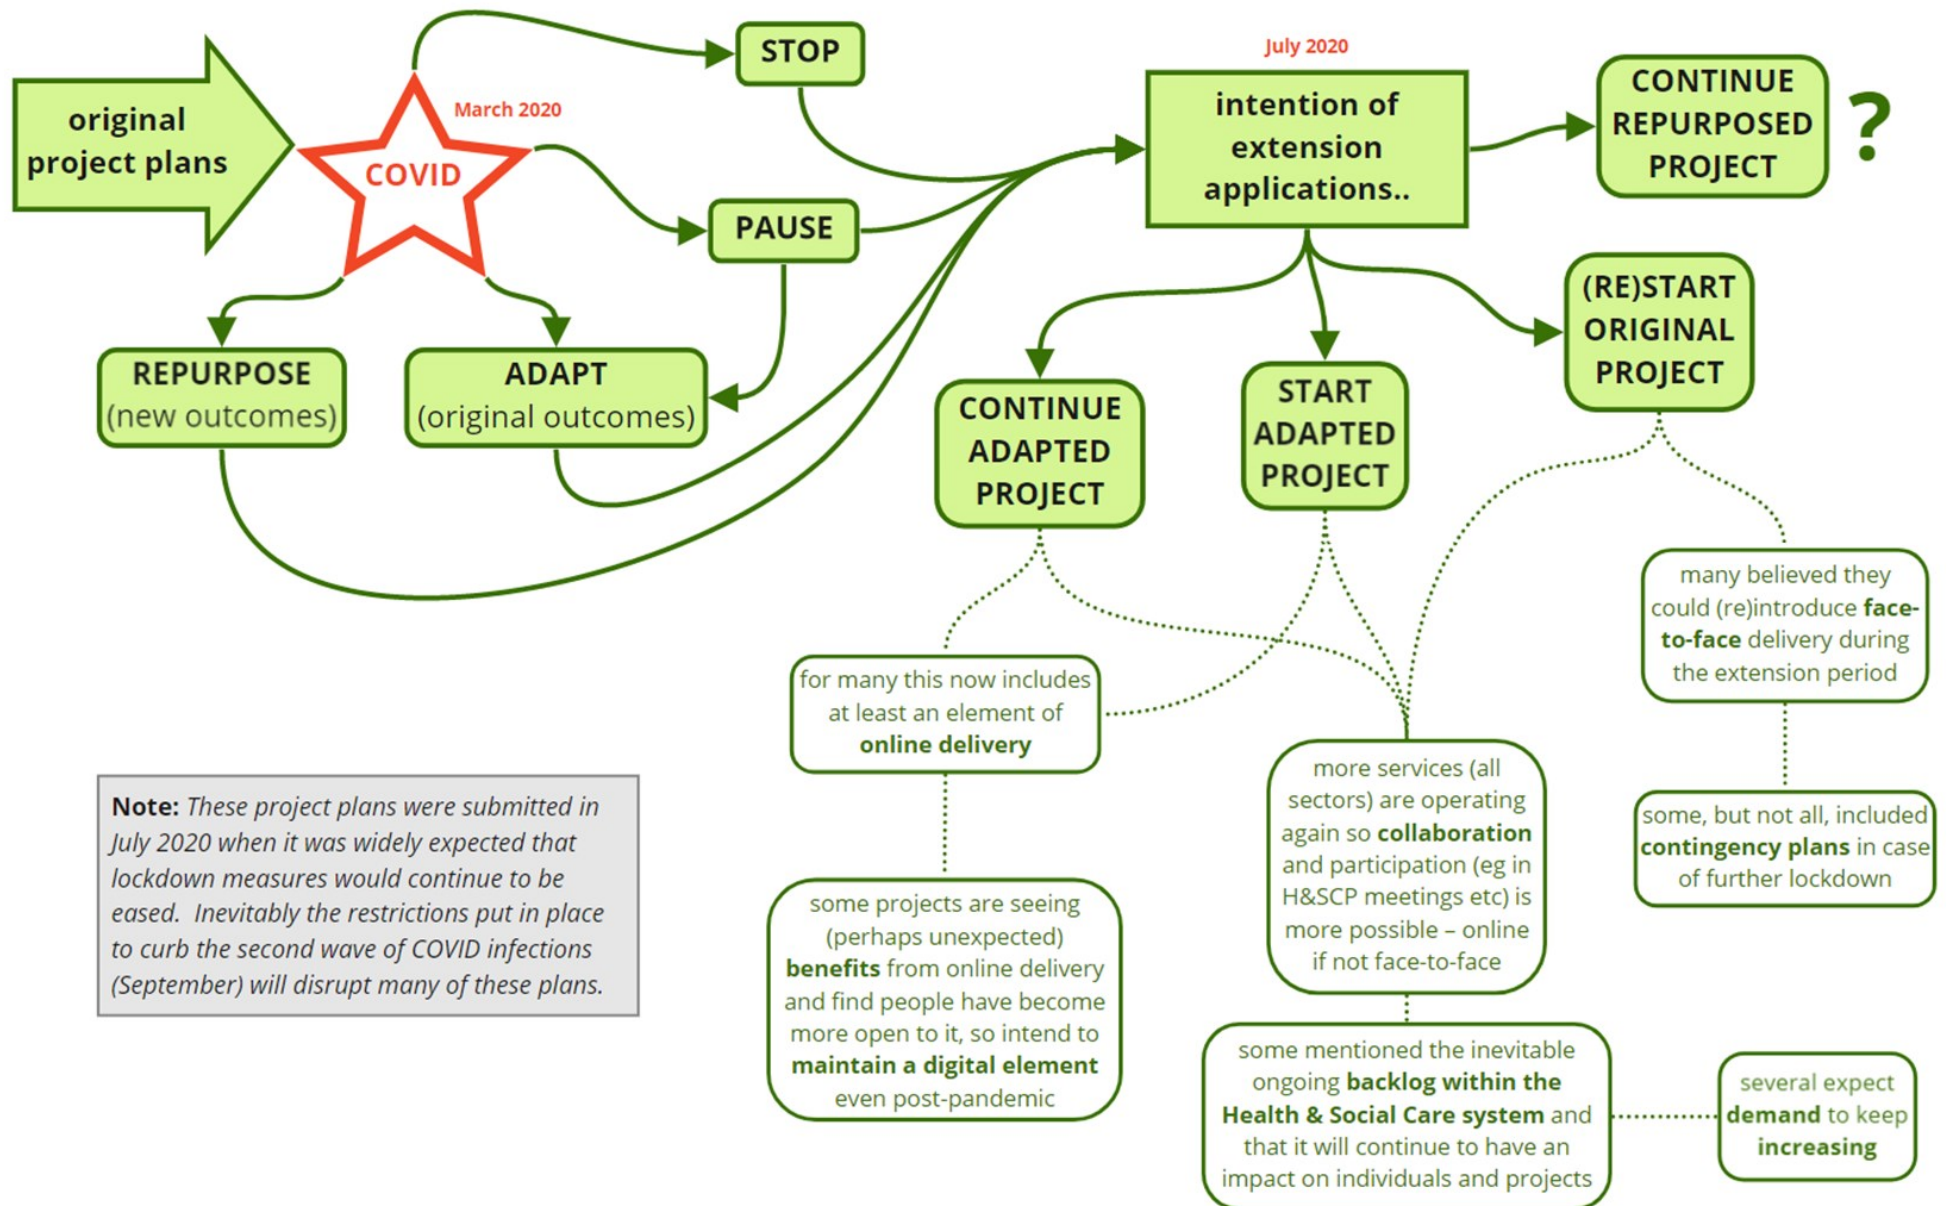 original
project plans
March 2020
COVID
STOP
PAUSE
REPURPOSE
(new outcomes)
ADAPT
(original outcomes)
July 2020
intention of
extension
applications..
CONTINUE
REPURPOSED
PROJECT
?
(RE)START
ORIGINAL
PROJECT
CONTINUE
ADAPTED
PROJECT
START
ADAPTED
PROJECT
many believed they
could (re)introduce face-
to-face delivery during
the extension period
for many this now includes
at least an element of
online delivery
more services (all
sectors) are operating
again so collaboration
and participation (eg in
H&SCP meetings etc) is
more possible – online
if not face-to-face
some, but not all, included
contingency plans in case
of further lockdown
Note: These project plans were submitted in
July 2020 when it was widely expected that
lockdown measures would continue to be
eased.  Inevitably the restrictions put in place
to curb the second wave of COVID infections
(September) will disrupt many of these plans.
some projects are seeing
(perhaps unexpected)
benefits from online delivery
and find people have become
more open to it, so intend to
maintain a digital element
even post-pandemic
some mentioned the inevitable
ongoing backlog within the
Health & Social Care system and
that it will continue to have an
impact on individuals and projects
several expect
demand to keep
increasing